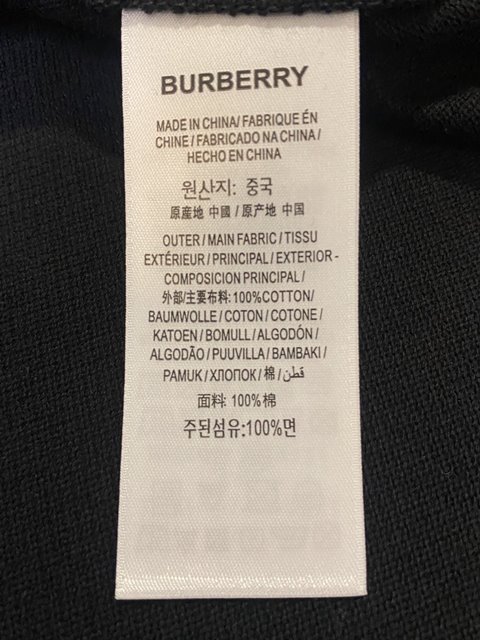 BURBERRY
MADE IN CHINA/ FABRIQUE ÉN
CHINE / FABRICADO NA CHINA /
HECHO EN CHINA
원산지: 중국
原産地 中國 / 原产地 中国
OUTER / MAIN FABRIC / TISSU
EXTÉRIEUR / PRINCIPAL / EXTERIOR -
COMPOSICION PRINCIPAL /
外部/主要布料: 100% COTTON/
BAUMWOLLE / COTON / COTONE /
KATOEN / BOMULL / ALGODÓN /
ALGODÃO / PUUVILLA / BAMBAKI /
PAMUK / ХЛОПОК / 棉 / قطن
面料: 100% 棉
주된섬유:100%면